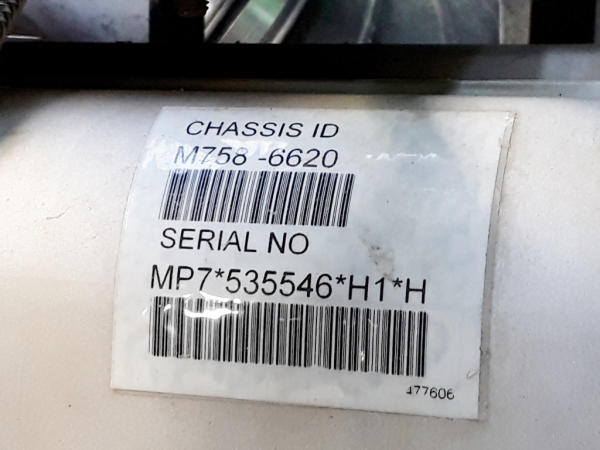 CHASSIS ID
M758 -6620
SERIAL NO
MP7*535546*H1*H
477606